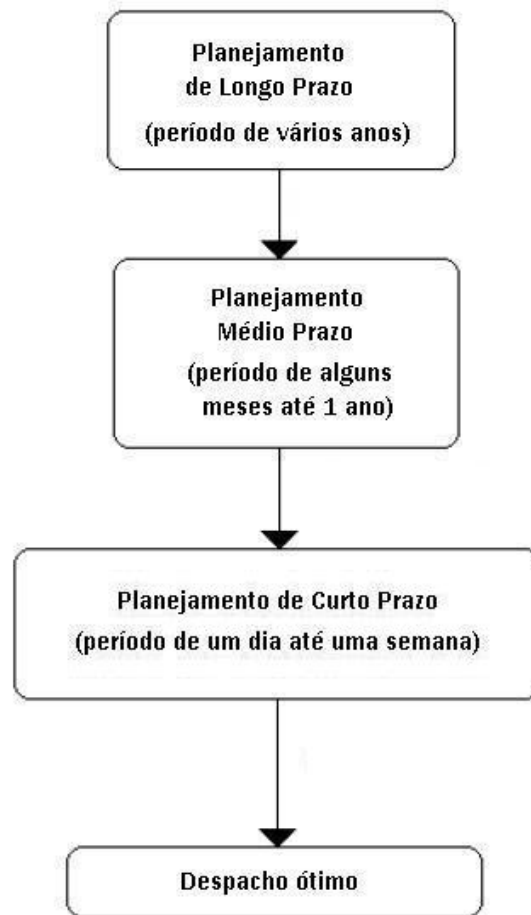 Planejamento
de Longo Prazo
(período de vários anos)
Planejamento
Médio Prazo
(período de alguns
meses até 1 ano)
Planejamento de Curto Prazo
(período de um dia até uma semana)
Despacho ótimo